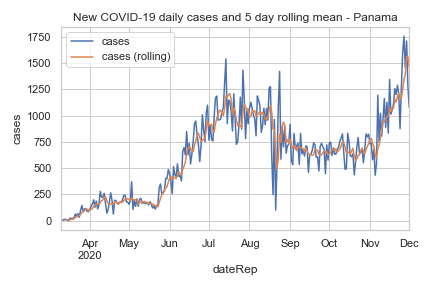 New COVID-19 daily cases and 5 day rolling mean - Panama
cases
cases (rolling)
1750
1500
1250
1000
750
500
250
0
cases
Apr
2020
May
Jun
Jul
Aug
Sep
Oct
Nov
Dec
dateRep